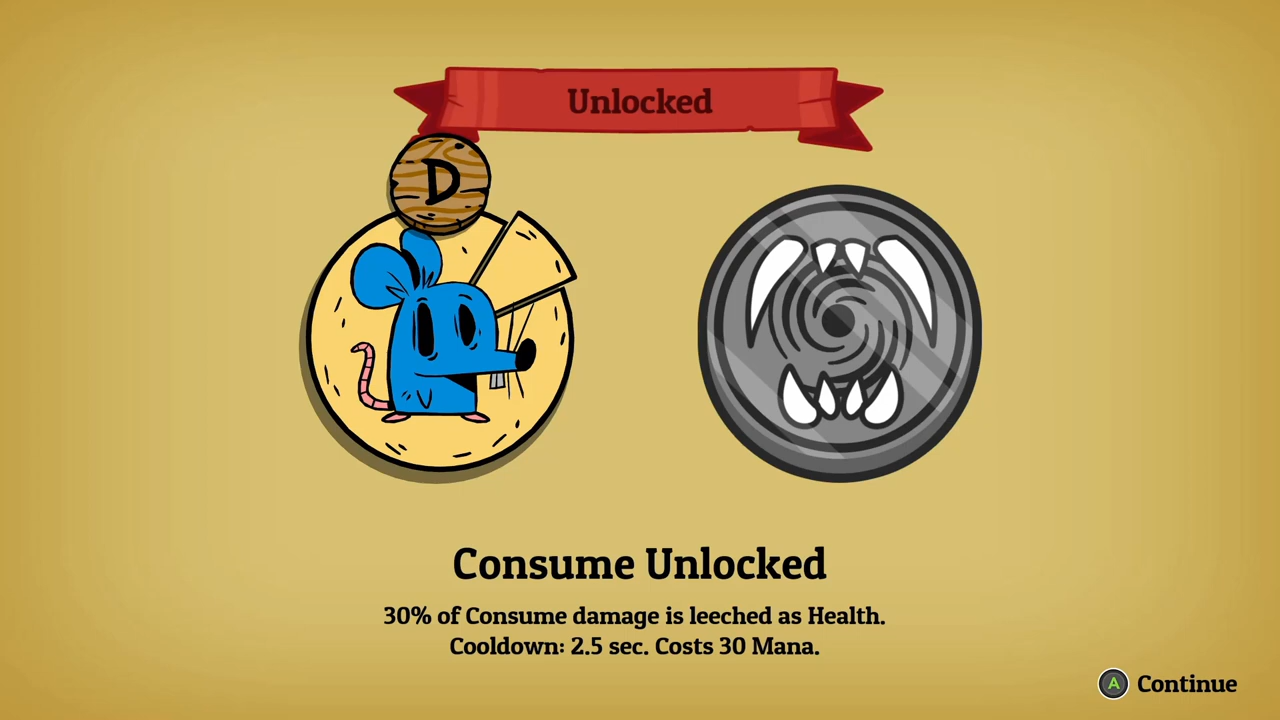 Unlocked
D
Consume Unlocked
30% of Consume damage is leeched as Health.
Cooldown: 2.5 sec. Costs 30 Mana.
A Continue